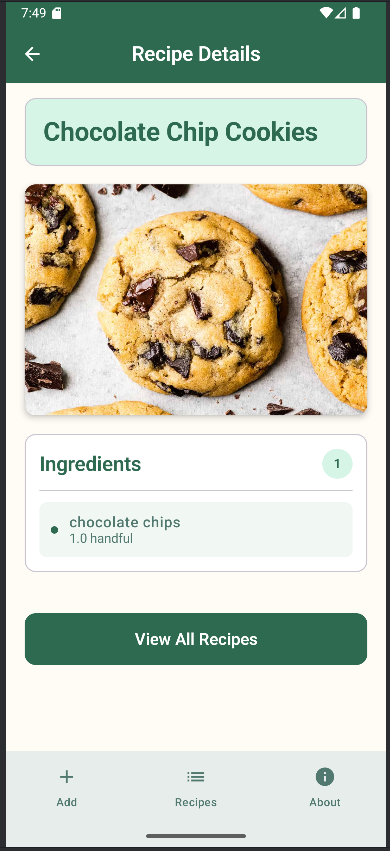 7:49
Recipe Details
Chocolate Chip Cookies
Ingredients 1
chocolate chips
1.0 handful
View All Recipes
Add Recipes About